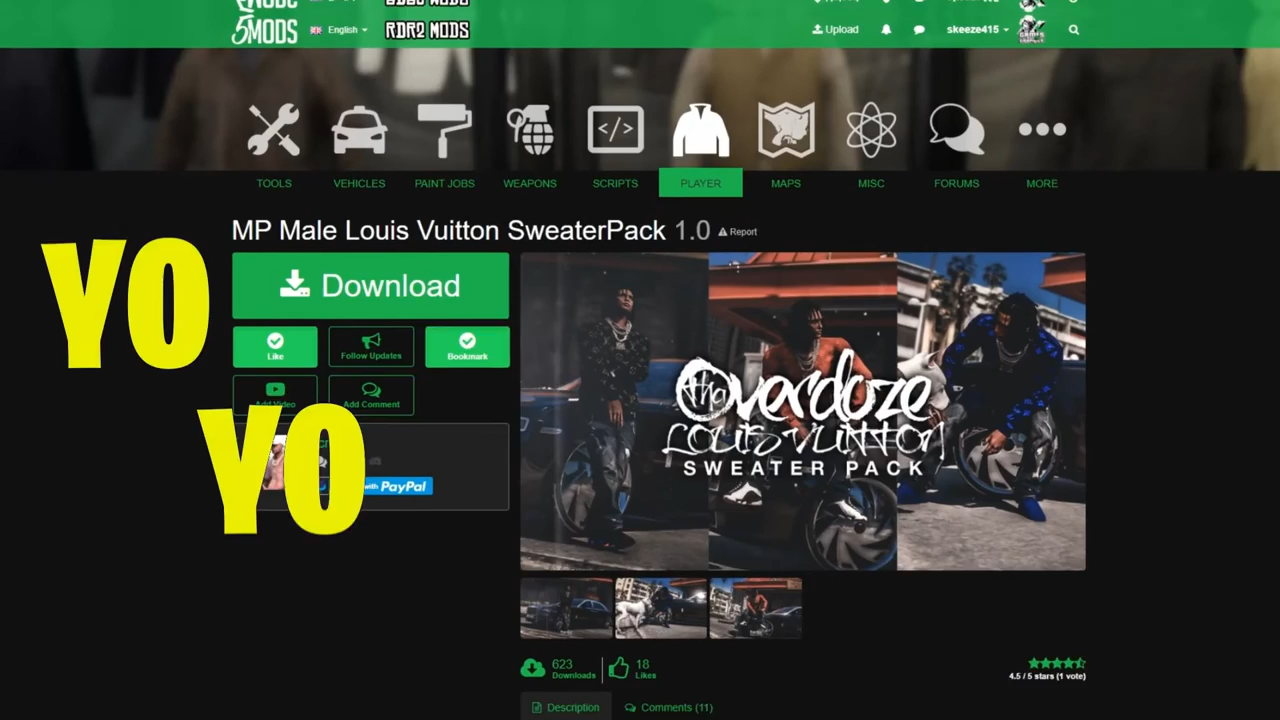 5MODS
English
RDR2 MODS
Upload
skeeze415
TOOLS
VEHICLES
PAINT JOBS
WEAPONS
SCRIPTS
PLAYER
MAPS
MISC
FORUMS
MORE
MP Male Louis Vuitton SweaterPack 1.0
Report
YO
YO
Download
Like
Follow Updates
Bookmark
Add Video
Add Comment
with PayPal
tha Overdoze
LOUIS VUITTON
SWEATER PACK
623
Downloads
18
Likes
4.5 / 5 stars (1 vote)
Description
Comments (11)